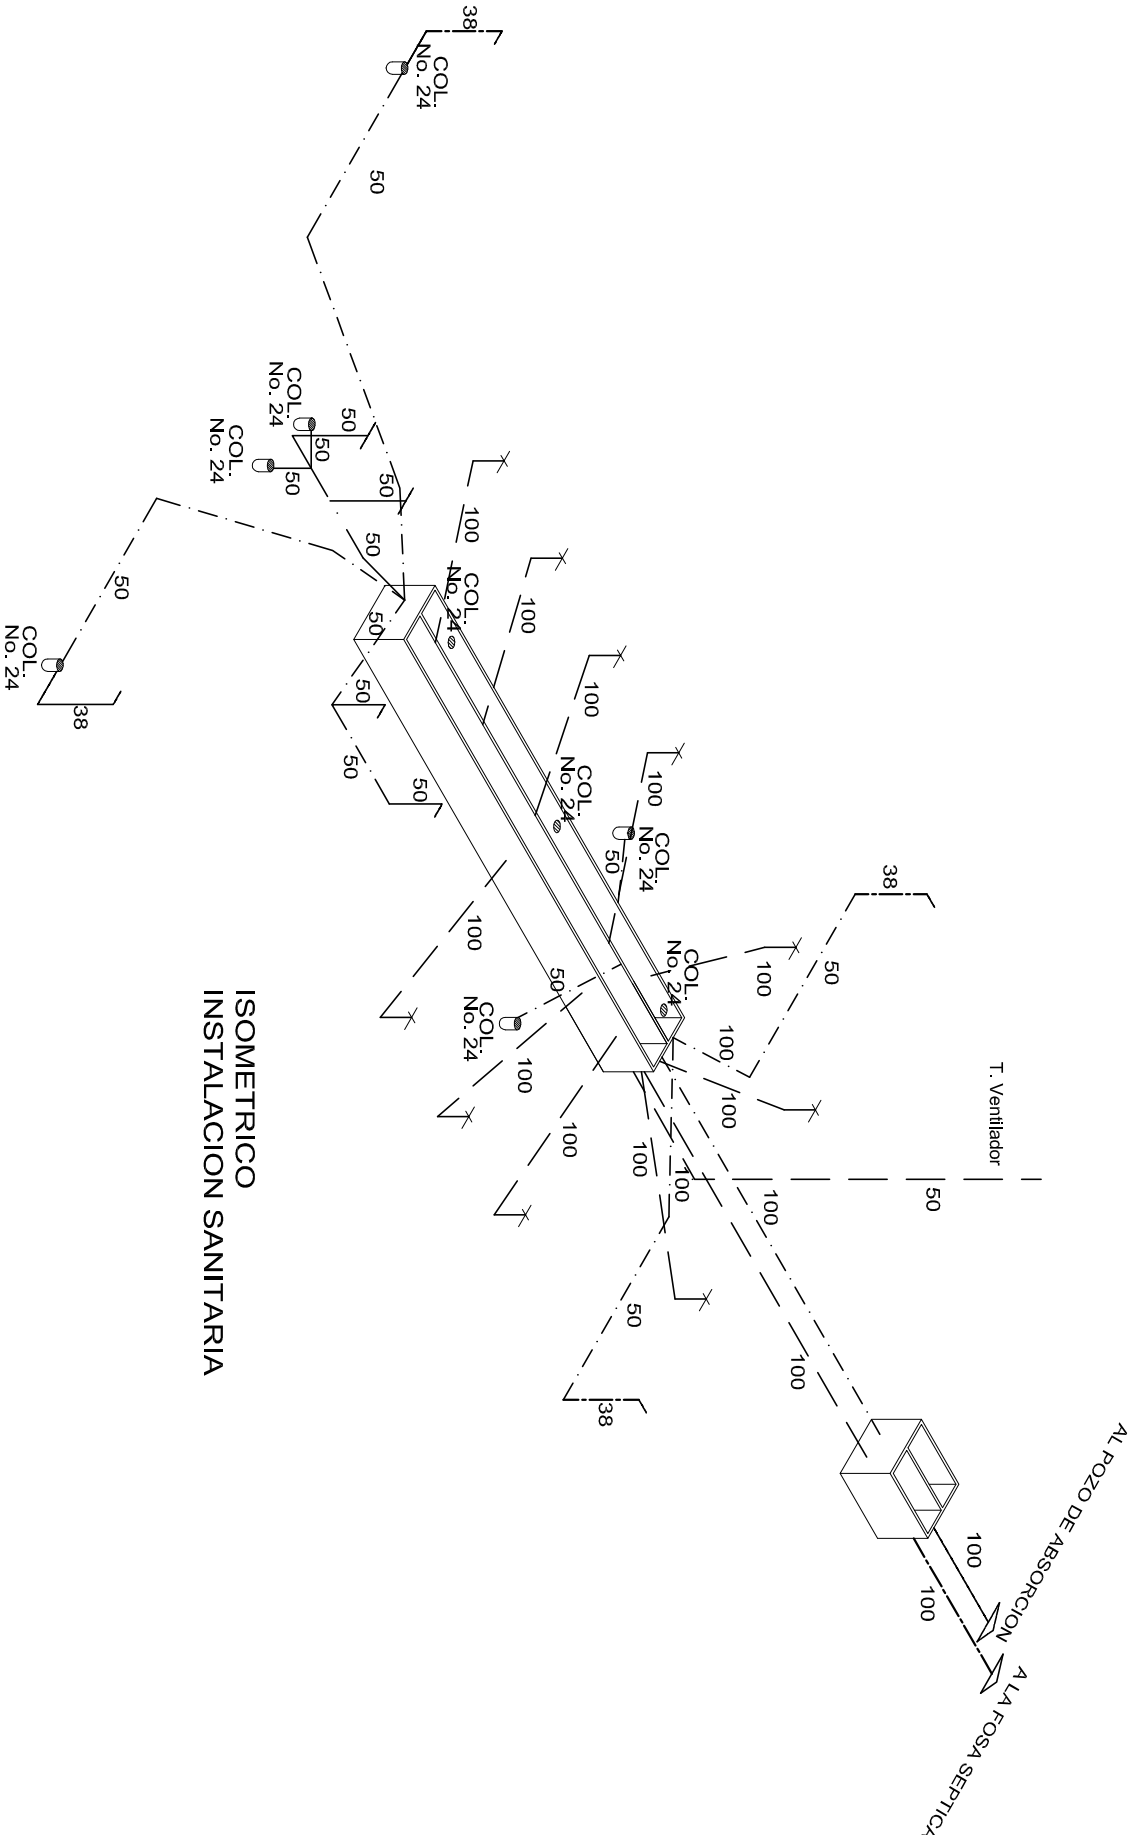 38
COL.
No. 24
50
COL.
No. 24
50
50
COL.
No. 24
50
50
50
100
COL.
No. 24
100
50
COL.
No. 24
38
50
50
50
50
100
COL.
No. 24
100
COL.
No. 24
50
38
50
100
COL.
No. 24
100
50
COL.
No. 24
100
100
100
100
100
T. Ventilador
50
100
100
50
38
100
100
100
AL POZO DE ABSORCION
A LA FOSA SEPTICA
ISOMETRICO
INSTALACION SANITARIA